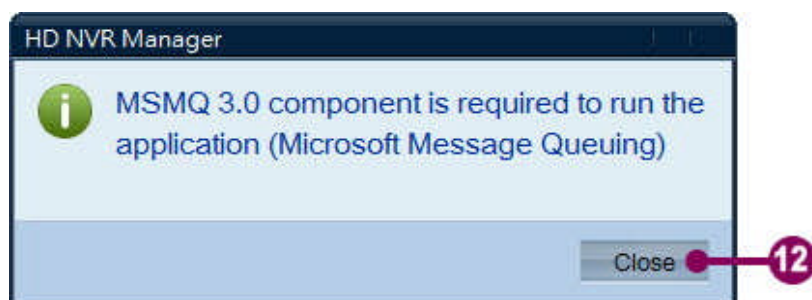 HD NVR Manager
MSMQ 3.0 component is required to run the
application (Microsoft Message Queuing)
Close
12